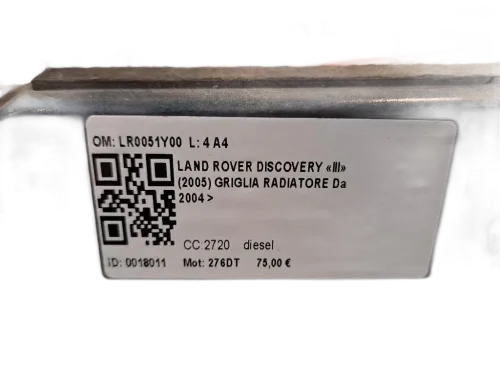 OM: LR0051Y00 L: 4 A4
LAND ROVER DISCOVERY «III»
(2005) GRIGLIA RADIATORE Da
2004 >
CC 2720 diesel
ID: 0018011 Mot: 276DT 75,00 €